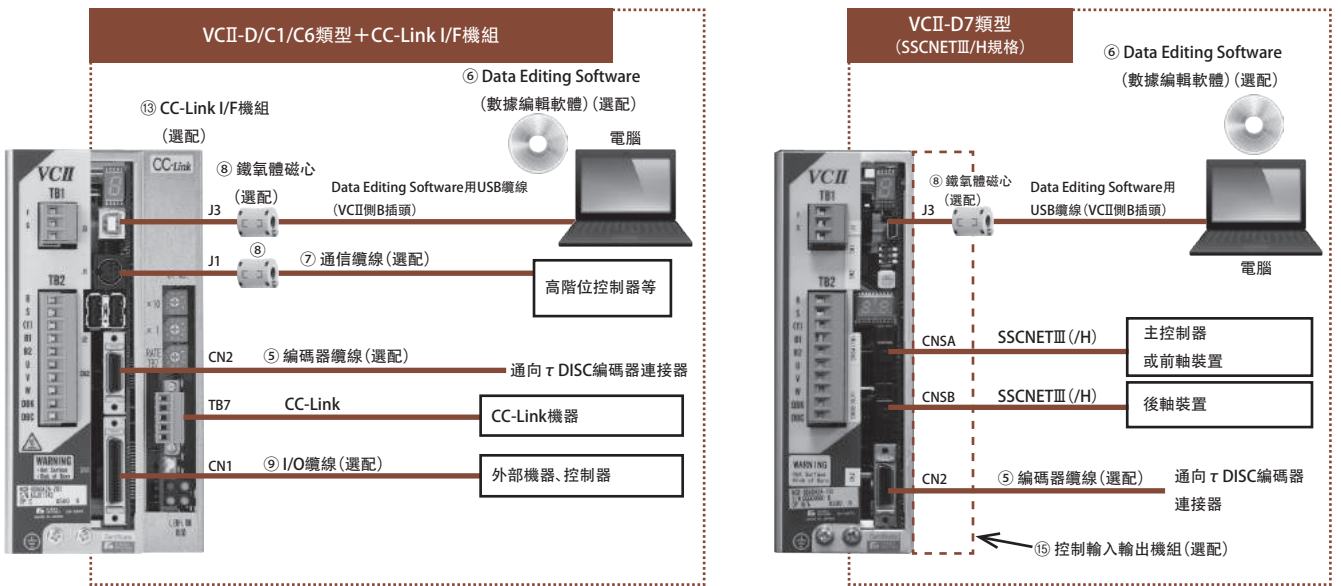 VCⅡ-D/C1/C6類型＋CC-Link I/F機組
⑥ Data Editing Software
(數據編輯軟體)(選配)
電腦
⑬ CC-Link I/F機組
(選配)
VCⅡ
TB1
CC-Link
⑧ 鐵氧體磁心
(選配)
J3
Data Editing Software用USB纜線
(VCⅡ側B插頭)
⑧
J1
⑦ 通信纜線(選配)
高階位控制器等
TB2
R
S
(T)
B1
B2
U
V
W
DBK
DBC
×10
×1
RATE
CN2
⑤ 編碼器纜線(選配)
通向 τ DISC編碼器連接器
TB7
CC-Link
CC-Link機器
CN1
⑨ I/O纜線(選配)
外部機器、控制器
WARNING
VCⅡ-D7類型
(SSCNETⅢ/H規格)
⑥ Data Editing Software
(數據編輯軟體)(選配)
VCⅡ
TB1
⑧ 鐵氧體磁心
(選配)
J3
Data Editing Software用
USB纜線(VCⅡ側B插頭)
電腦
TB2
R
S
(T)
B1
B2
U
V
W
DBK
DBC
CNSA
SSCNETⅢ(/H)
主控制器
或前軸裝置
CNSB
SSCNETⅢ(/H)
後軸裝置
WARNING
CN2
⑤ 編碼器纜線(選配)
通向 τ DISC編碼器
連接器
⑮ 控制輸入輸出機組(選配)